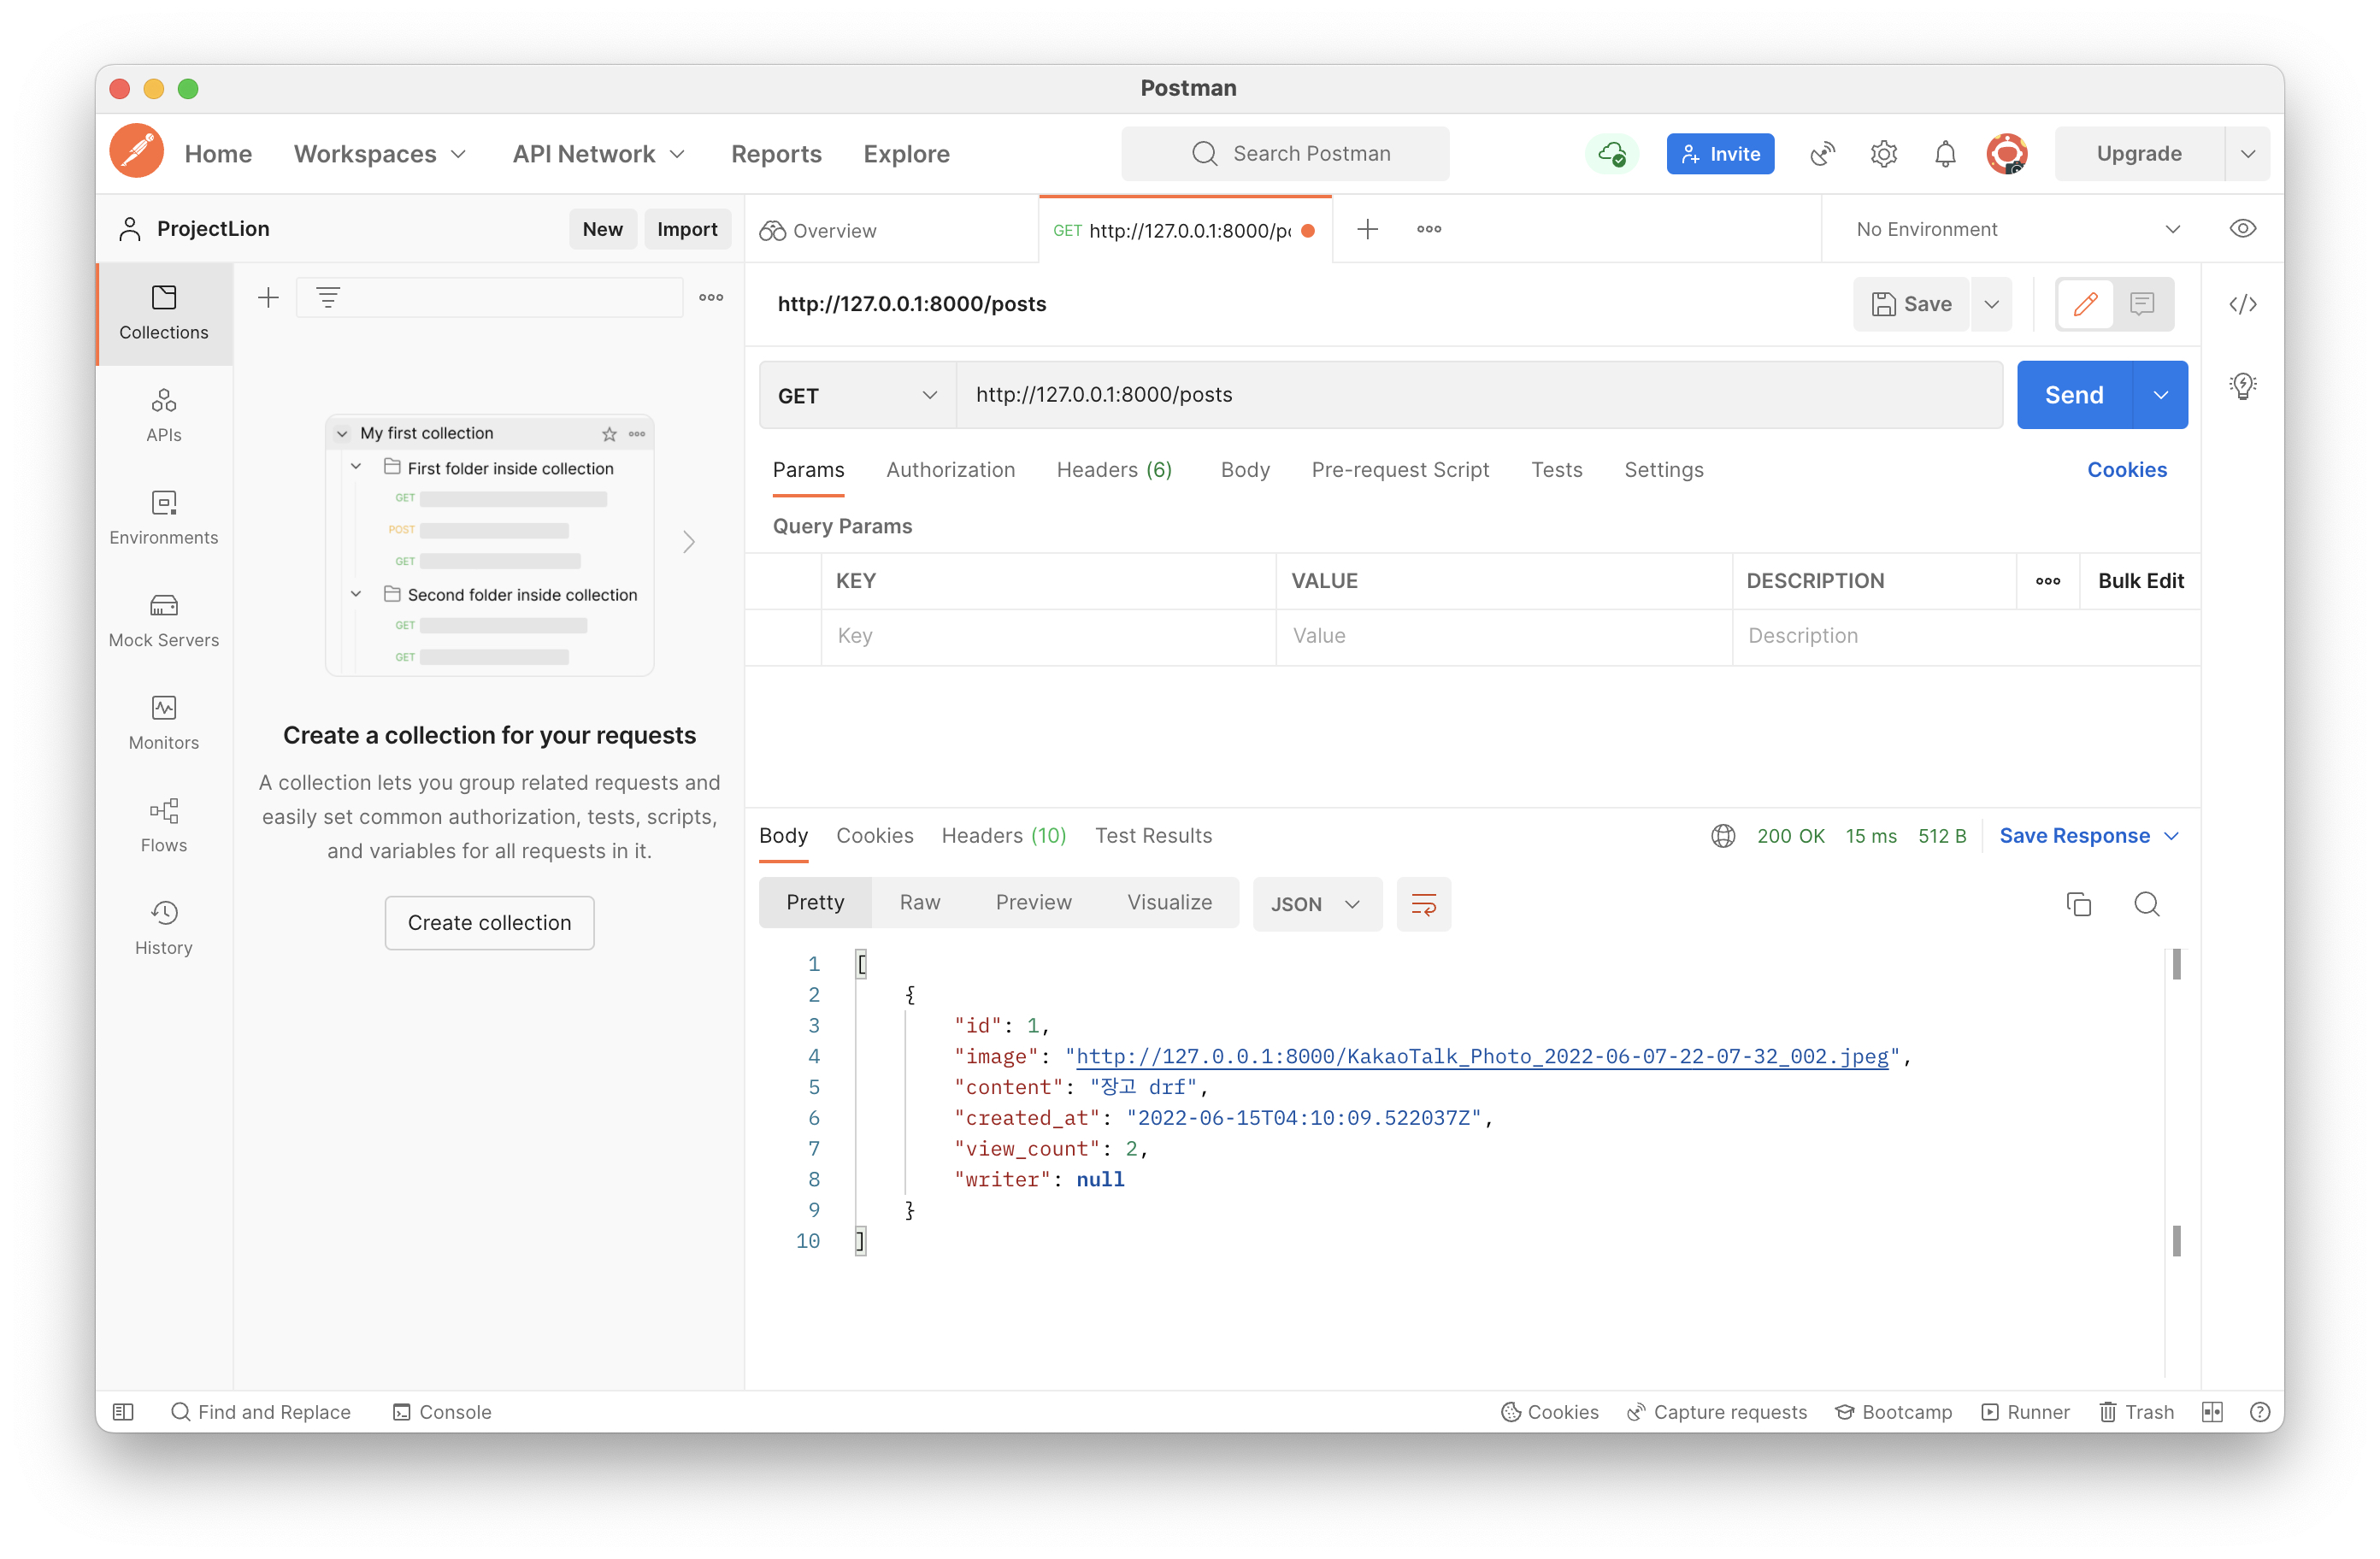 Postman
Home Workspaces API Network Reports Explore Search Postman Invite Upgrade
ProjectLion New Import
Overview GET http://127.0.0.1:8000/po No Environment
Collections
APIs
Environments
Mock Servers
Monitors
Flows
History
My first collection
First folder inside collection
GET
POST
GET
Second folder inside collection
GET
GET
Create a collection for your requests
A collection lets you group related requests and
easily set common authorization, tests, scripts,
and variables for all requests in it.
Create collection
http://127.0.0.1:8000/posts Save
GET http://127.0.0.1:8000/posts Send
Params Authorization Headers (6) Body Pre-request Script Tests Settings Cookies
Query Params
KEY VALUE DESCRIPTION Bulk Edit
Key Value Description
Body Cookies Headers (10) Test Results 200 OK 15 ms 512 B Save Response
Pretty Raw Preview Visualize JSON
1 [
2 {
3 "id": 1,
4 "image": "http://127.0.0.1:8000/KakaoTalk_Photo_2022-06-07-22-07-32_002.jpeg",
5 "content": "장고 drf",
6 "created_at": "2022-06-15T04:10:09.522037Z",
7 "view_count": 2,
8 "writer": null
9 }
10 ]
Find and Replace Console Cookies Capture requests Bootcamp Runner Trash